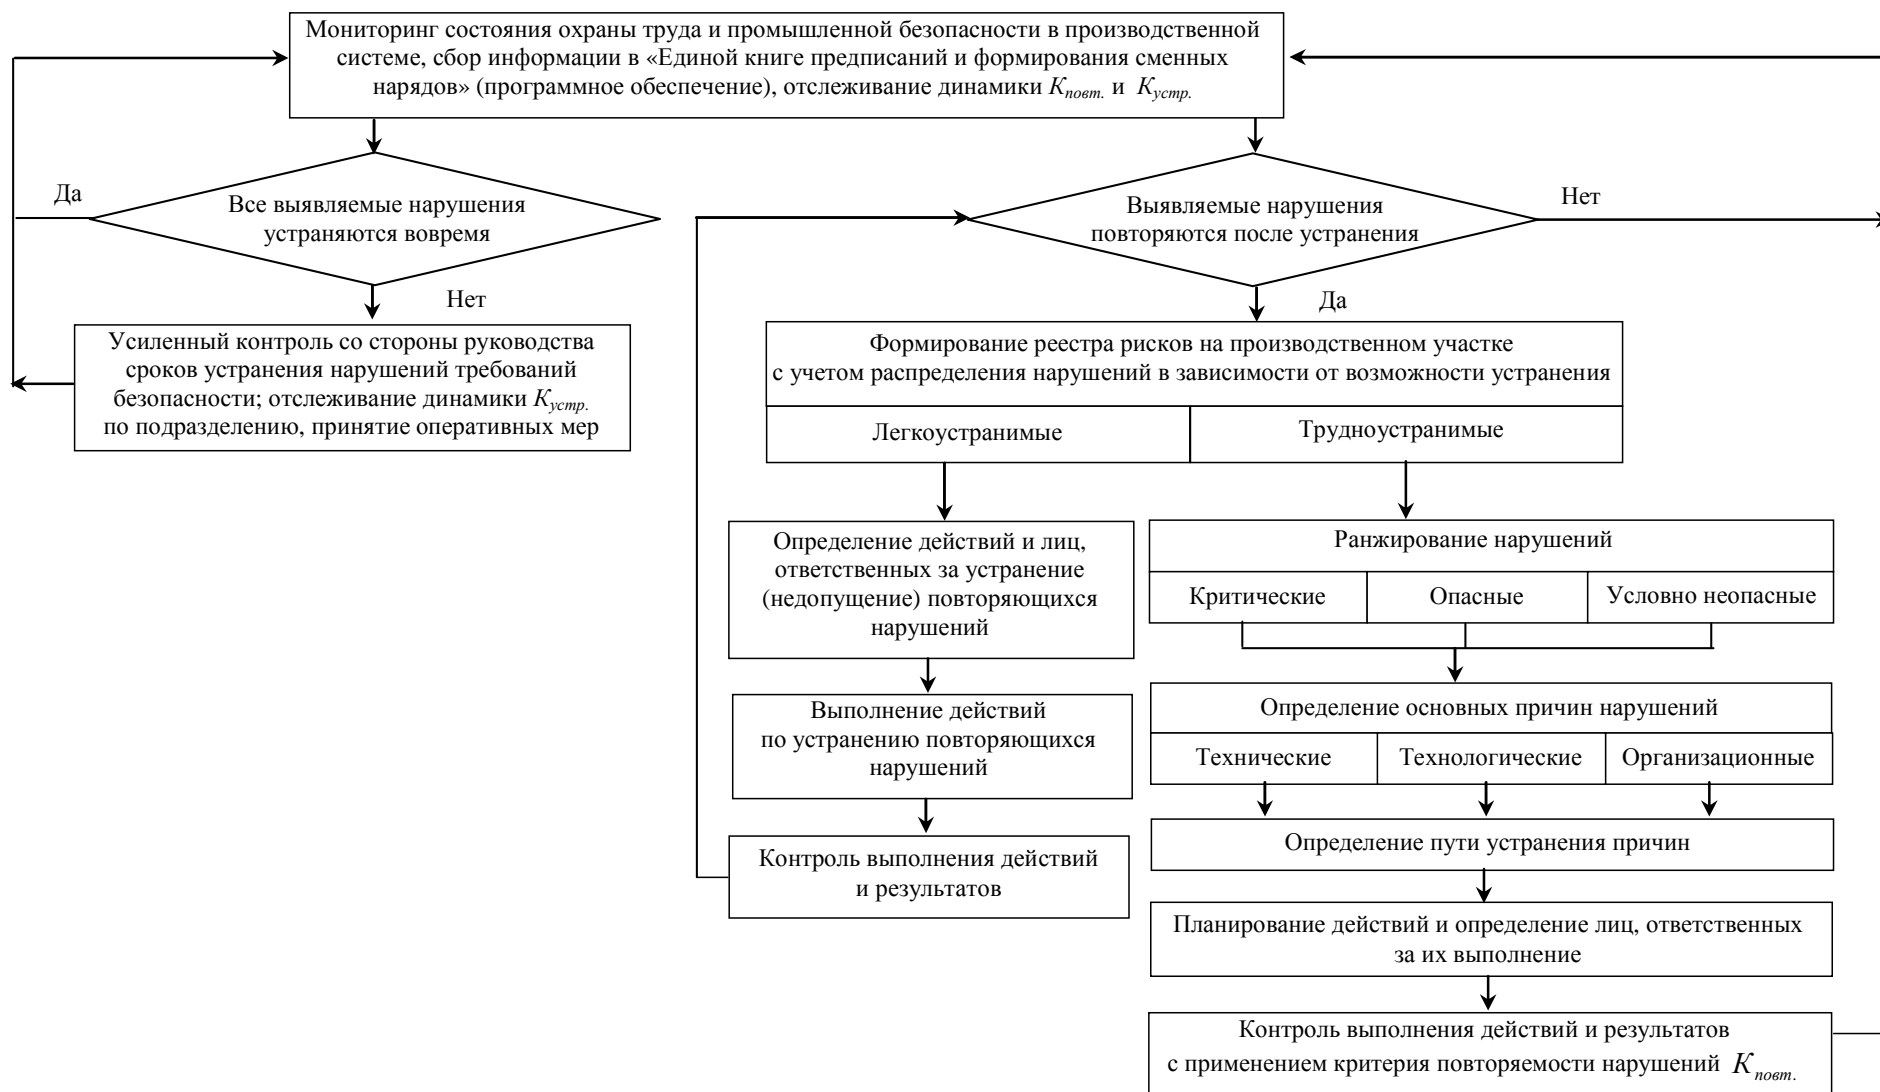 Мониторинг состояния охраны труда и промышленной безопасности в производственной
системе, сбор информации в «Единой книге предписаний и формирования сменных
нарядов» (программное обеспечение), отслеживание динамики Kповт. и Kустр.
Да
Все выявляемые нарушения
устраняются вовремя
Нет
Усиленный контроль со стороны руководства
сроков устранения нарушений требований
безопасности; отслеживание динамики Kустр.
по подразделению, принятие оперативных мер
Выявляемые нарушения
повторяются после устранения
Нет
Да
Формирование реестра рисков на производственном участке
с учетом распределения нарушений в зависимости от возможности устранения
Легкоустранимые
Трудноустранимые
Определение действий и лиц,
ответственных за устранение
(недопущение) повторяющихся
нарушений
Выполнение действий
по устранению повторяющихся
нарушений
Контроль выполнения действий
и результатов
Ранжирование нарушений
Критические
Опасные
Условно неопасные
Определение основных причин нарушений
Технические
Технологические
Организационные
Определение пути устранения причин
Планирование действий и определение лиц, ответственных
за их выполнение
Контроль выполнения действий и результатов
с применением критерия повторяемости нарушений Kповт.